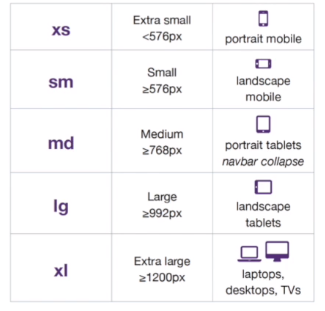 xs
Extra small
<576px
portrait mobile
sm
Small
≥576px
landscape
mobile
md
Medium
≥768px
portrait tablets
navbar collapse
lg
Large
≥992px
landscape
tablets
xl
Extra large
≥1200px
laptops,
desktops, TVs